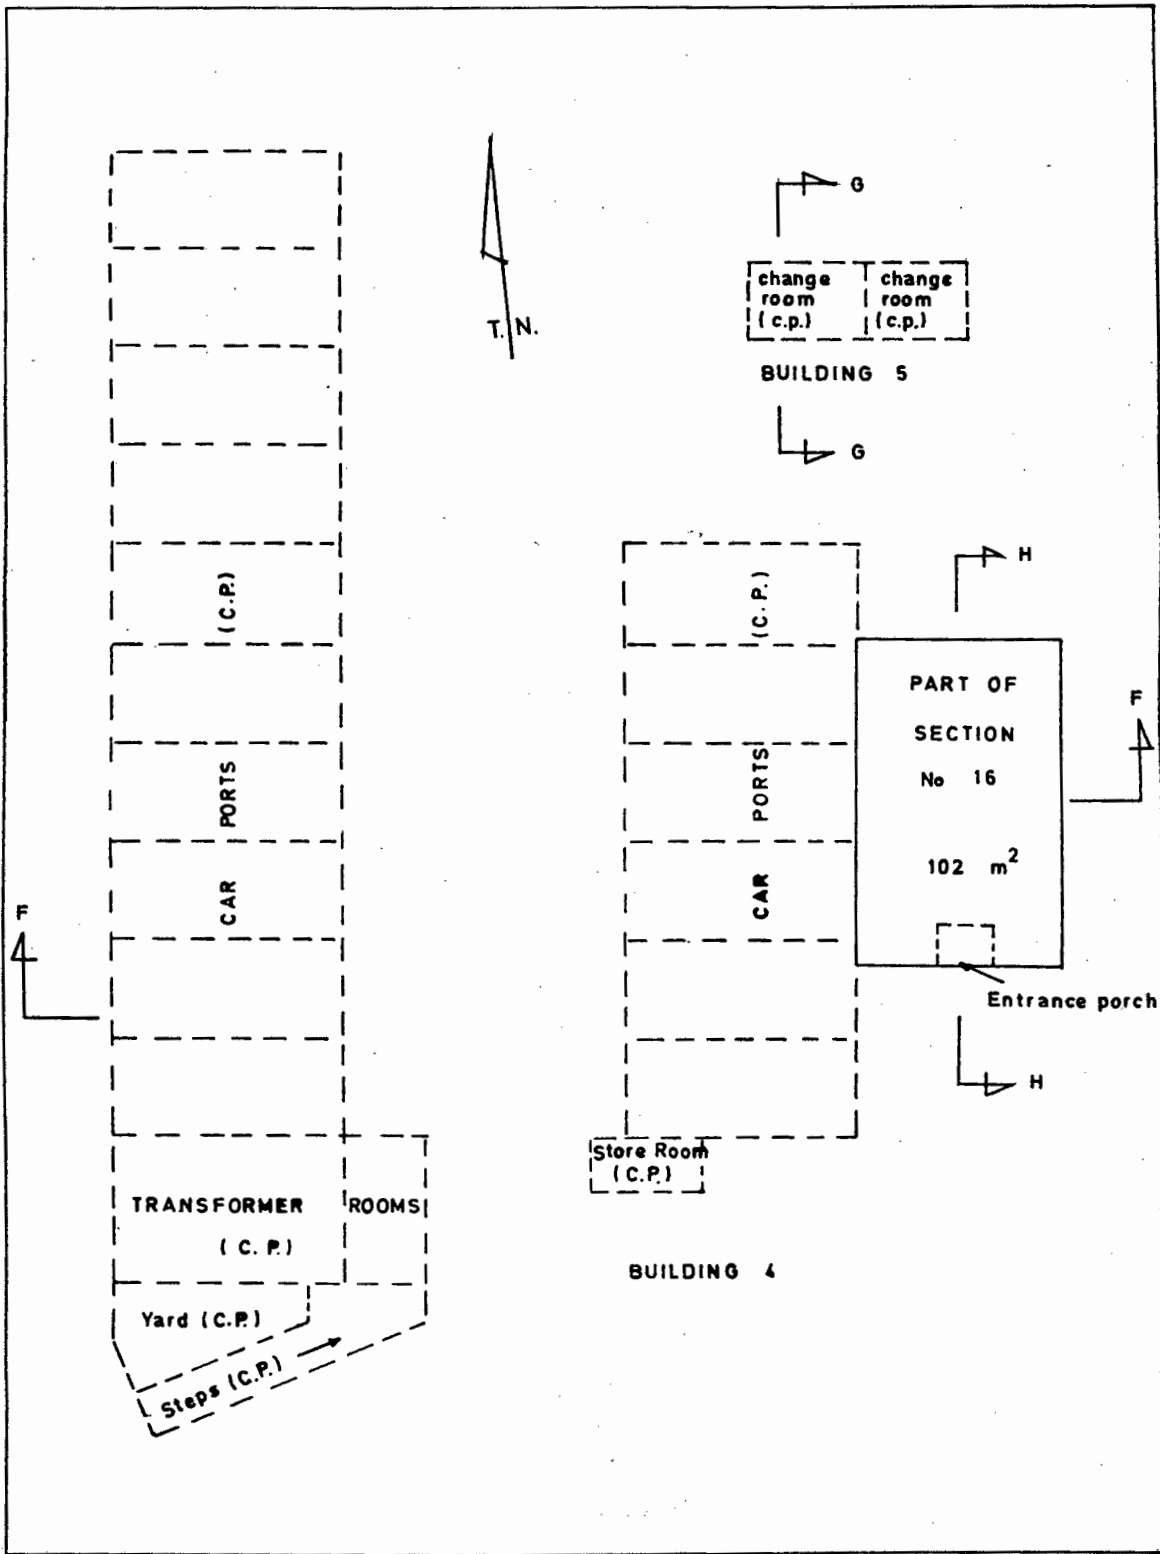 G
change
room
(c.p.)
change
room
(c.p.)
T. N.
BUILDING 5
G
H
CAR PORTS (C.P.)
CAR PORTS (C.P.)
PART OF
SECTION
No 16
102 m²
F
F
Entrance porch
H
Store Room
(C.P.)
TRANSFORMER ROOMS
(C.P.)
BUILDING 4
Yard (C.P.)
Steps (C.P.)